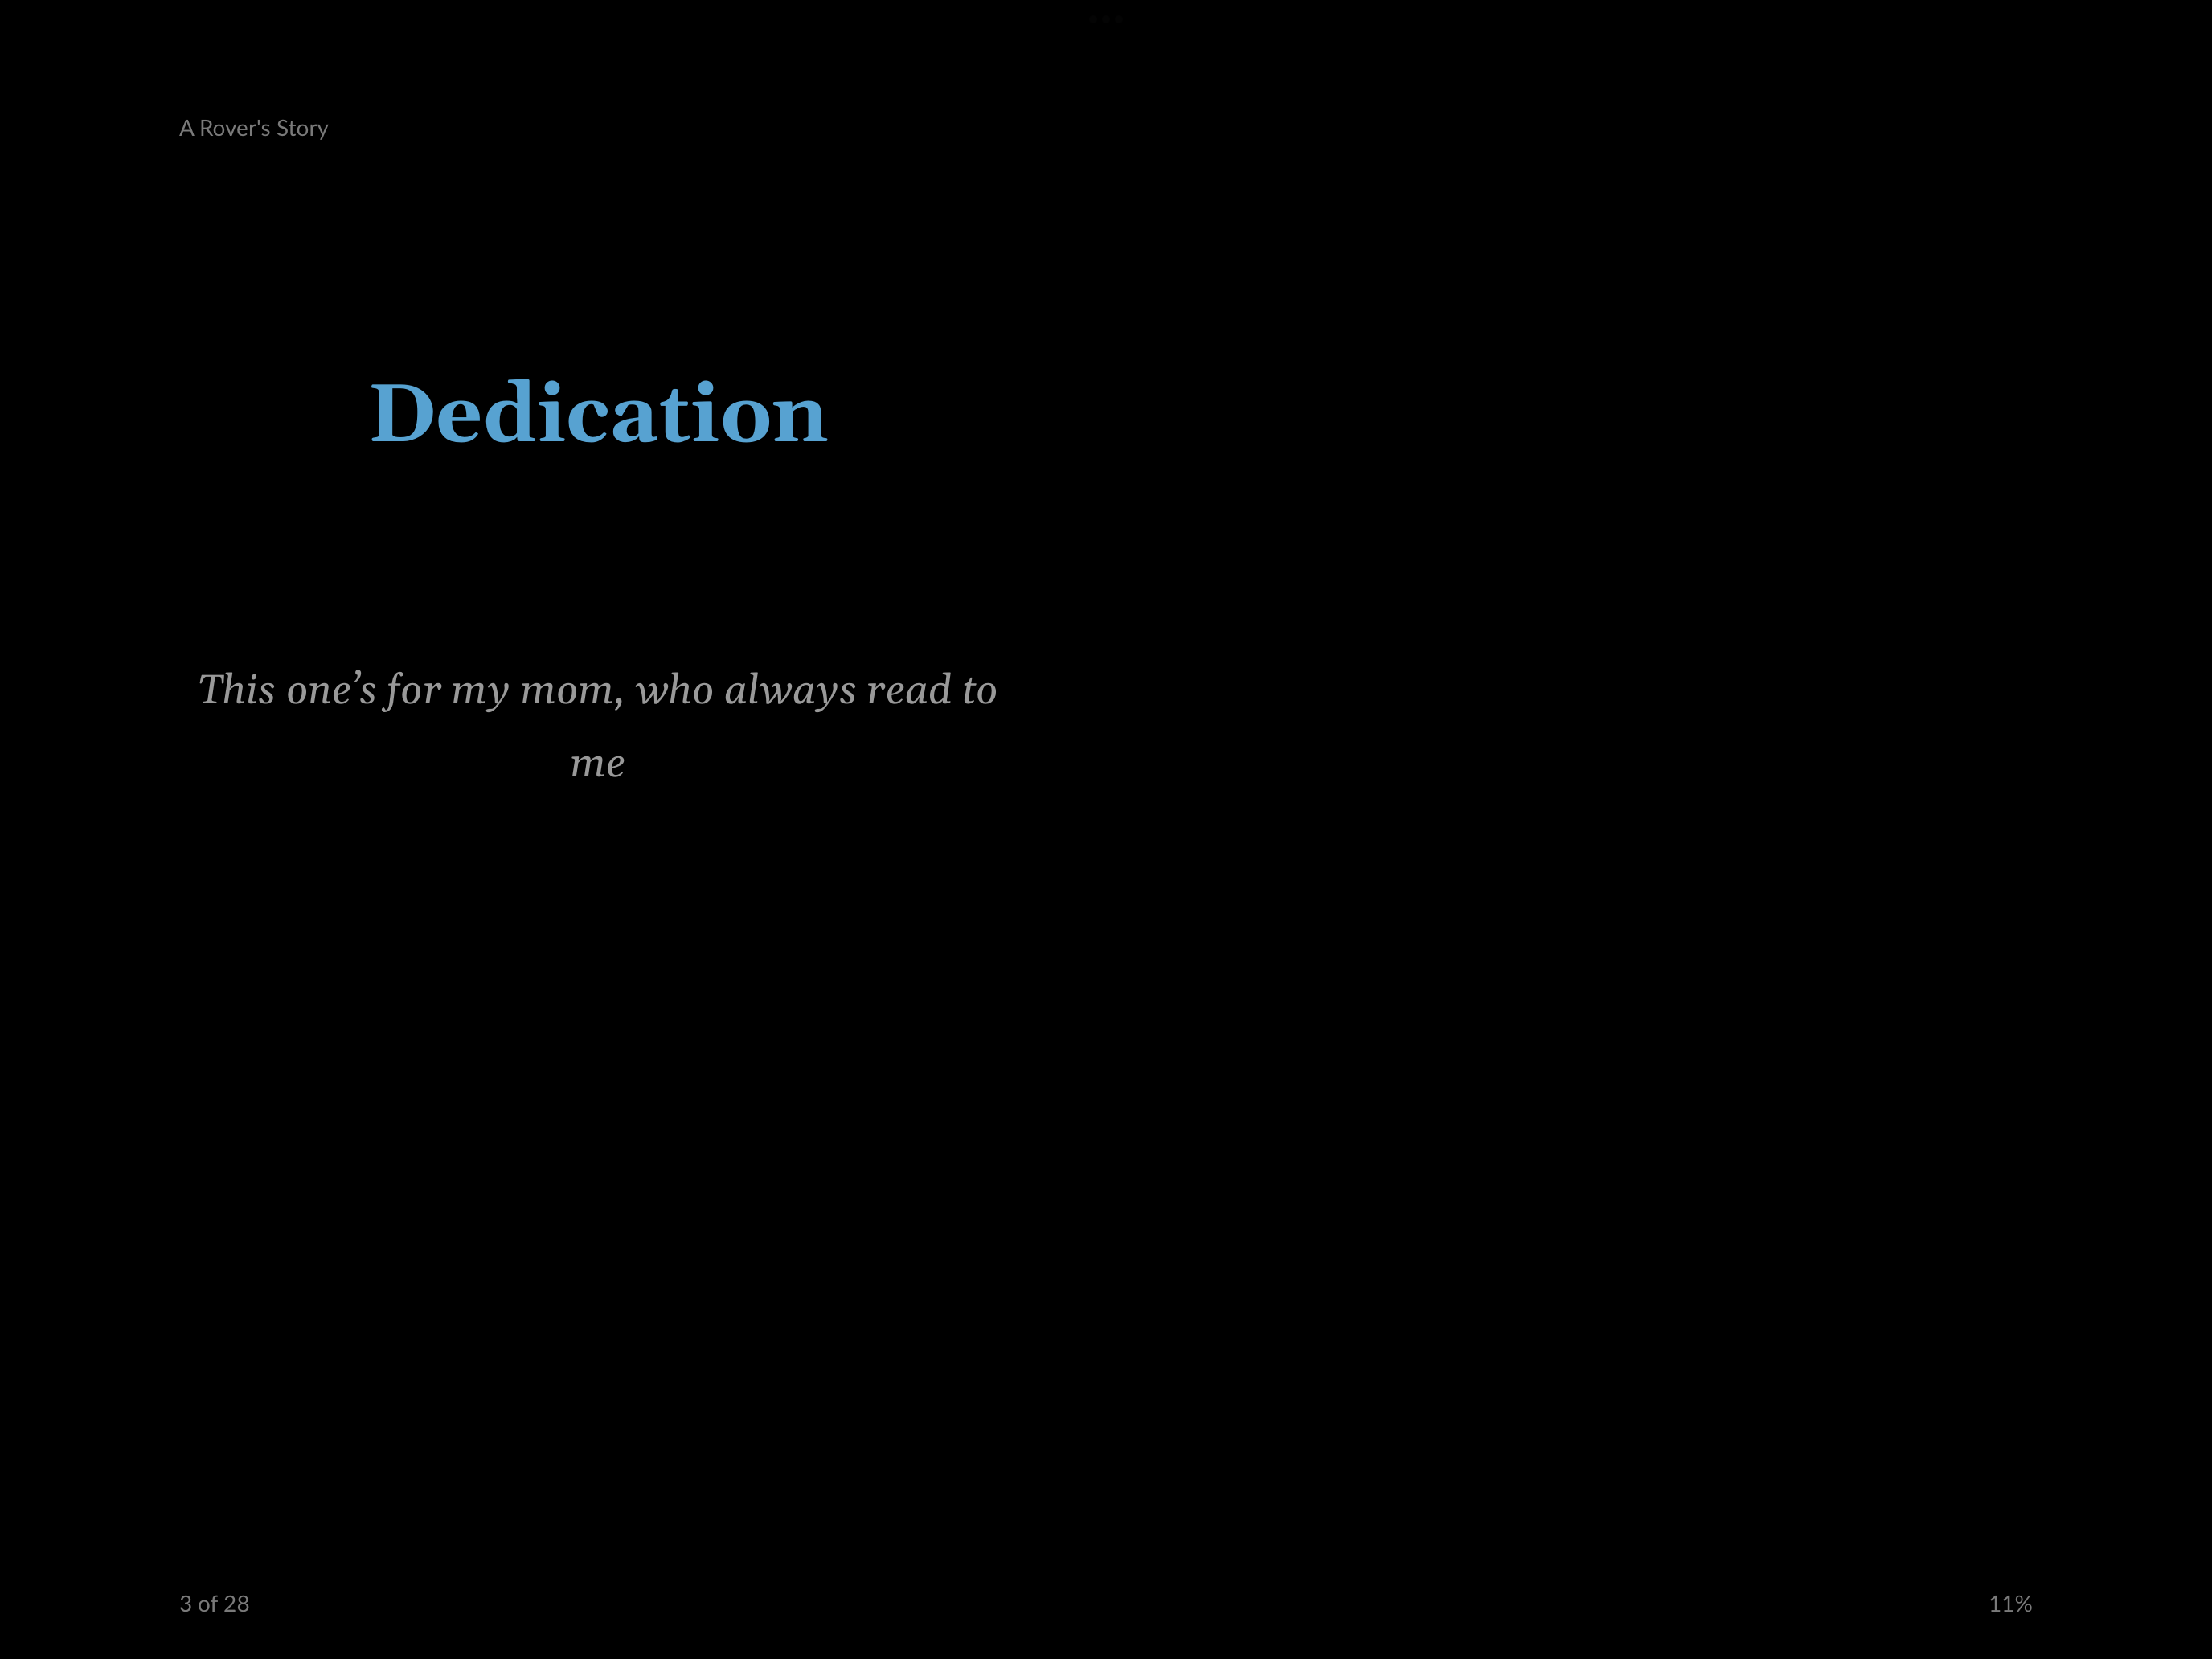 A Rover's Story
Dedication
This one’s for my mom, who always read to
me
3 of 28
11%